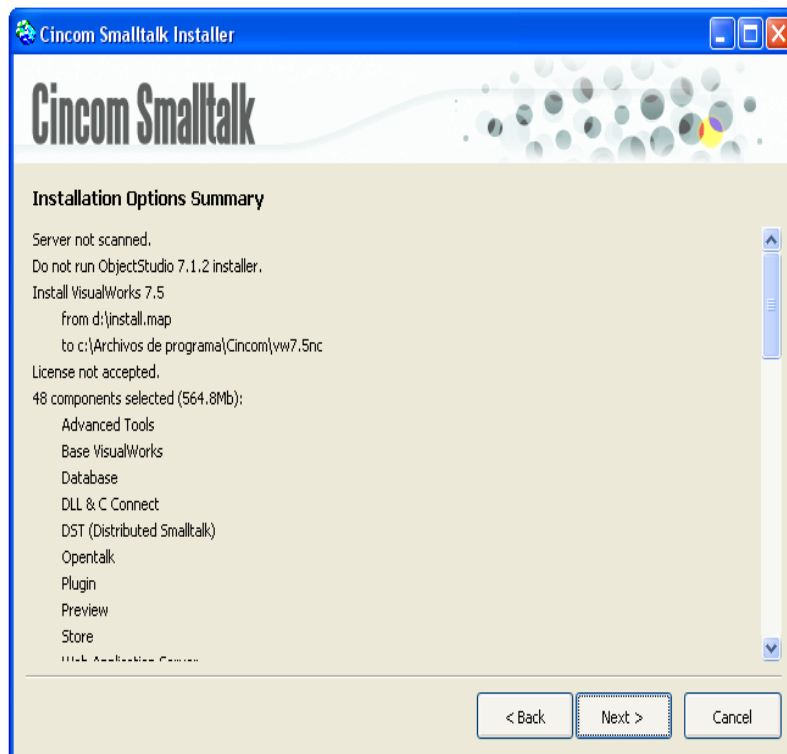 Cincom Smalltalk Installer
Cincom Smalltalk
Installation Options Summary
Server not scanned.
Do not run ObjectStudio 7.1.2 installer.
Install VisualWorks 7.5
from d:\install.map
to c:\Archivos de programa\Cincom\vw7.5nc
License not accepted.
48 components selected (564.8Mb):
Advanced Tools
Base VisualWorks
Database
DLL & C Connect
DST (Distributed Smalltalk)
Opentalk
Plugin
Preview
Store
Web Application Server
< Back
Next >
Cancel